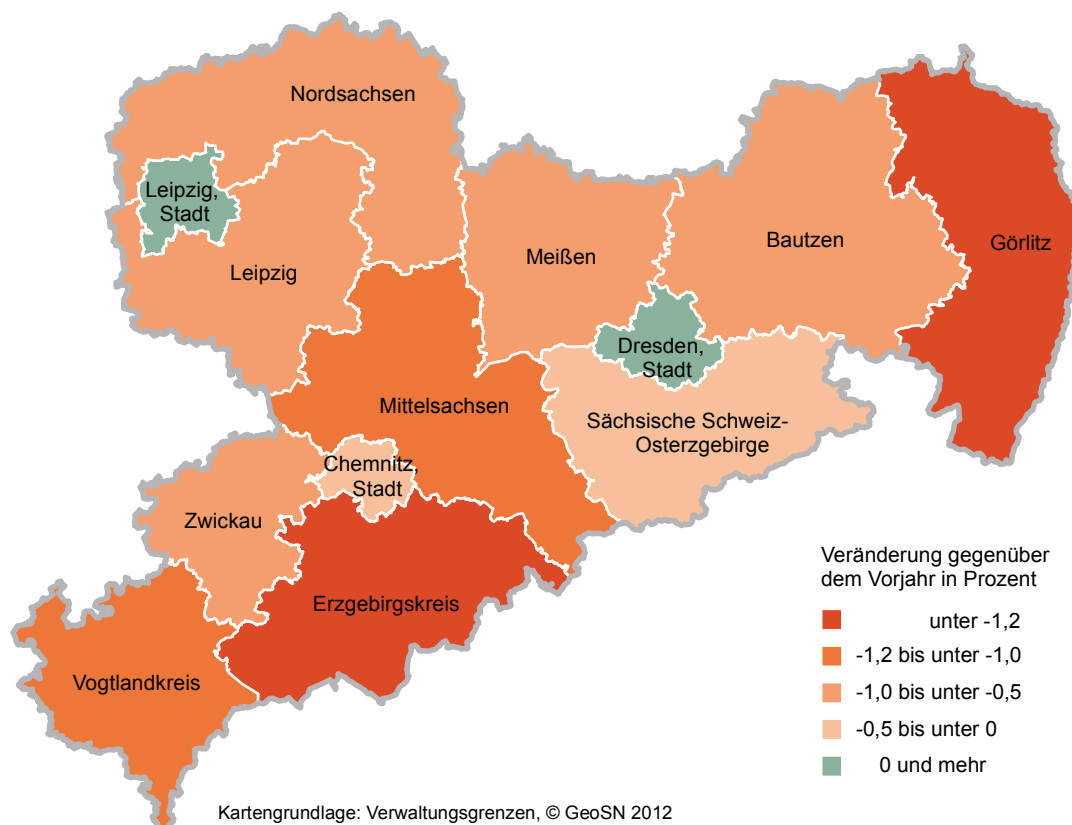 Nordsachsen
Leipzig,
Stadt
Leipzig
Meißen
Bautzen
Görlitz
Dresden,
Stadt
Mittelsachsen
Sächsische Schweiz-
Osterzgebirge
Chemnitz,
Stadt
Zwickau
Erzgebirgskreis
Vogtlandkreis
Veränderung gegenüber
dem Vorjahr in Prozent
unter -1,2
-1,2 bis unter -1,0
-1,0 bis unter -0,5
-0,5 bis unter 0
0 und mehr
Kartengrundlage: Verwaltungsgrenzen, © GeoSN 2012